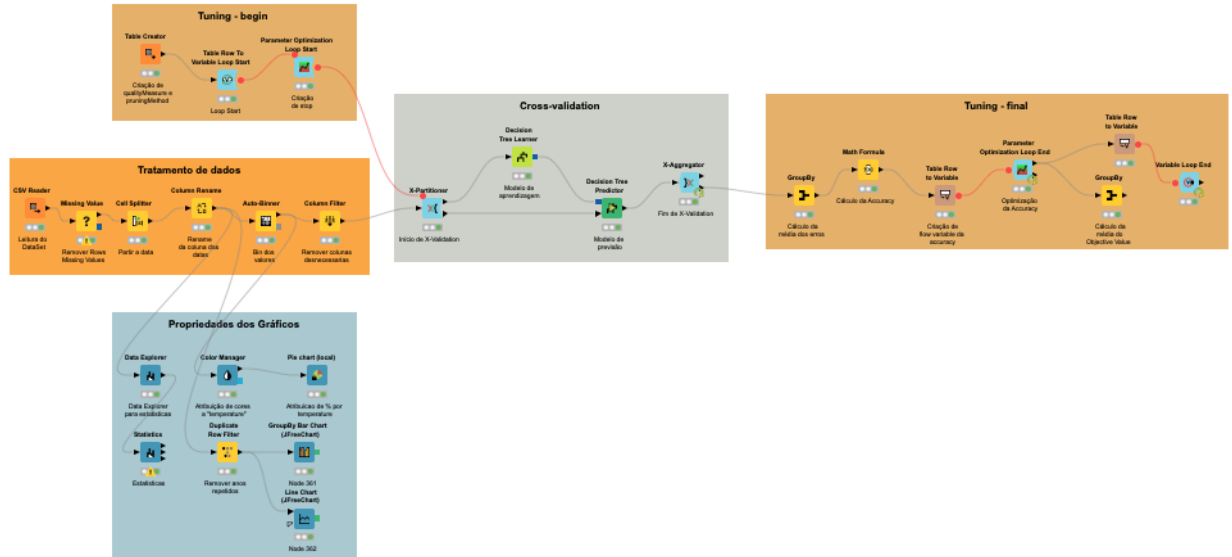 Tuning - begin
Table Creator
Criação de
qualityMeasure e
pruningMethod
Table Row To
Variable Loop Start
Loop Start
Parameter Optimization
Loop Start
Criação
de stop
Tratamento de dados
CSV Reader
Leitura do
DataSet
Missing Value
Remover Rows
Missing Values
Cell Splitter
Partir a data
Column Rename
Rename
da coluna das
datas
Auto-Binner
Bin dos
valores
Column Filter
Remover colunas
desnecessarias
Cross-validation
X-Partitioner
Início de X-Validation
Decision
Tree Learner
Modelo de
aprendizagem
Decision Tree
Predictor
Modelo de
previsão
X-Aggregator
Fim de X-Validation
Tuning - final
GroupBy
Cálculo da
média dos erros
Math Formula
Cálculo da Accuracy
Table Row
to Variable
Criação de
flow variable da
accuracy
Parameter
Optimization Loop End
Optimização
da Accuracy
Table Row
to Variable
GroupBy
Cálculo da
média do
Objective Value
Variable Loop End
Propriedades dos Gráficos
Data Explorer
Data Explorer
para estatísticas
Color Manager
Atribuição de cores
a "temperature"
Pie chart (local)
Atribuicao de % por
temperature
Statistics
Estatísticas
Duplicate
Row Filter
Remover anos
repetidos
GroupBy Bar Chart
(JFreeChart)
Node 361
Line Chart
(JFreeChart)
Node 362